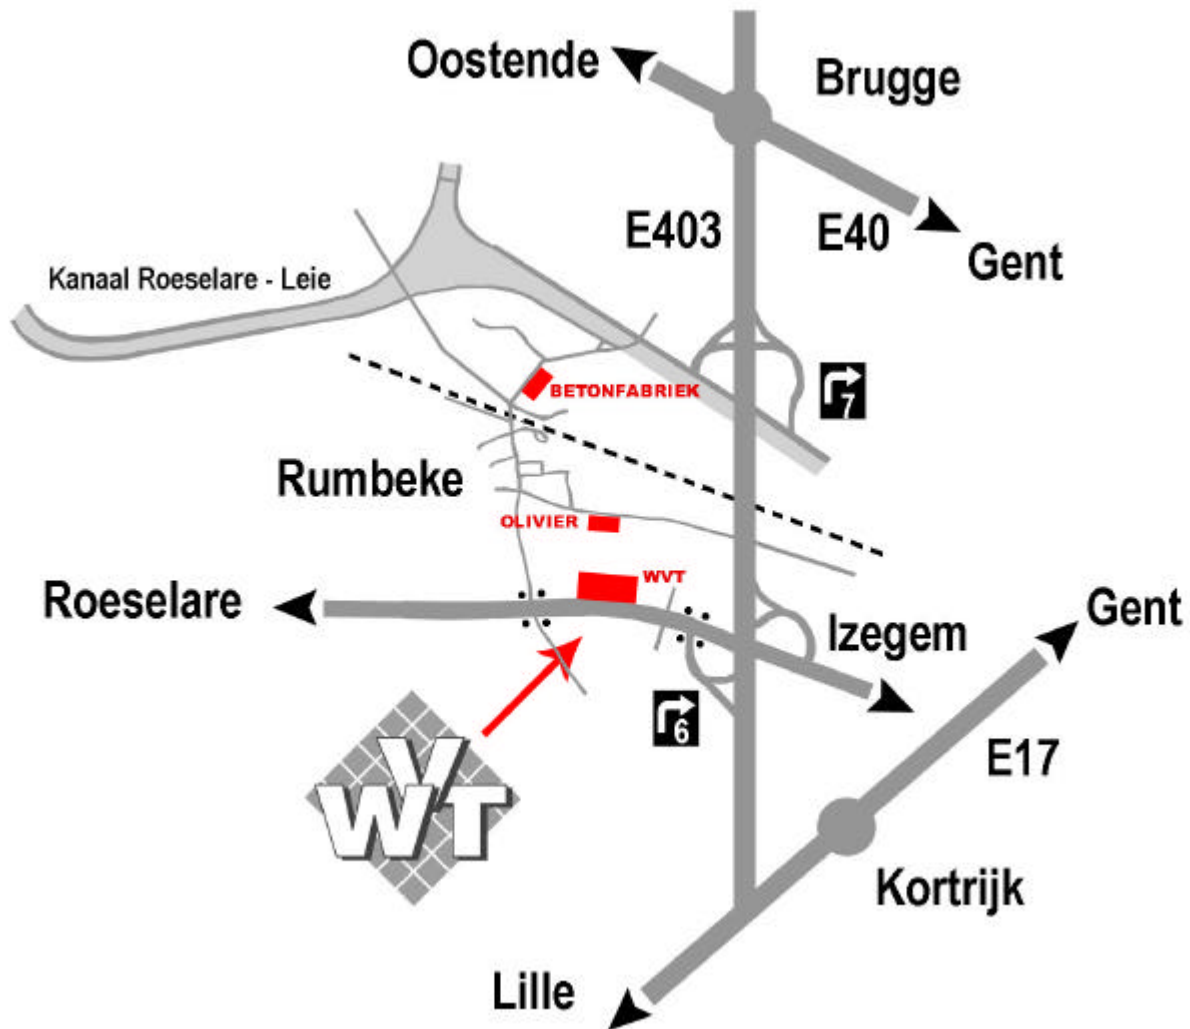 Oostende
Brugge
E403
E40
Gent
Kanaal Roeselare - Leie
7
BETONFABRIEK
Rumbeke
OLIVIER
WVT
Roeselare
Gent
Izegem
6
E17
WVT
Kortrijk
Lille